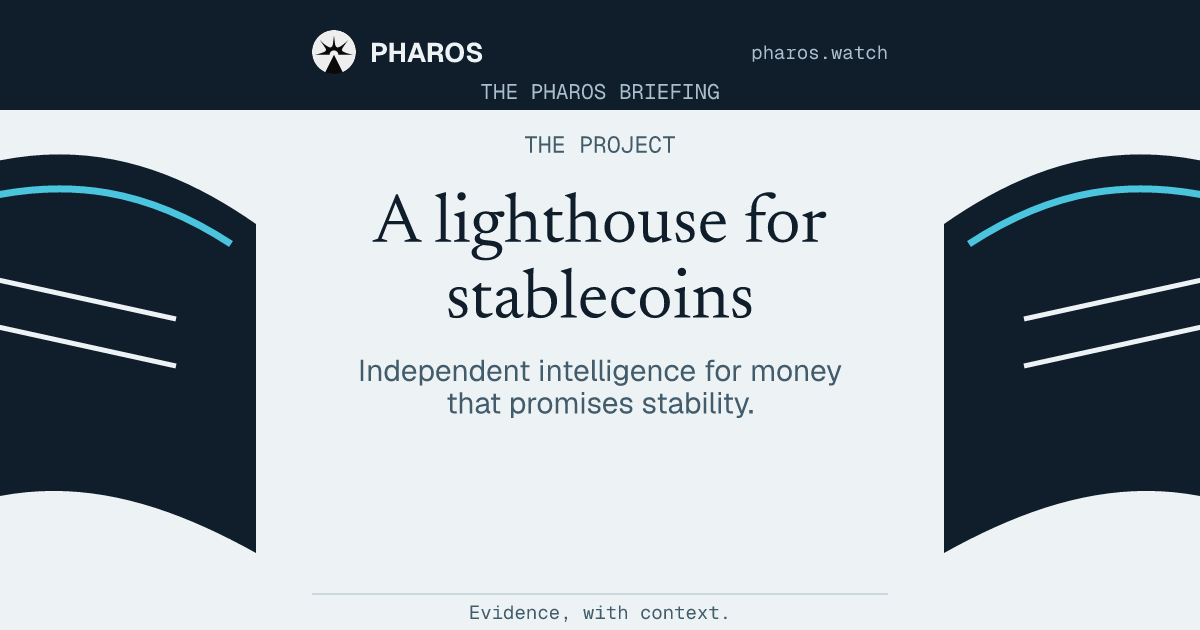 PHAROS
pharos.watch
THE PHAROS BRIEFING
THE PROJECT
A lighthouse for
stablecoins
Independent intelligence for money
that promises stability.
Evidence, with context.